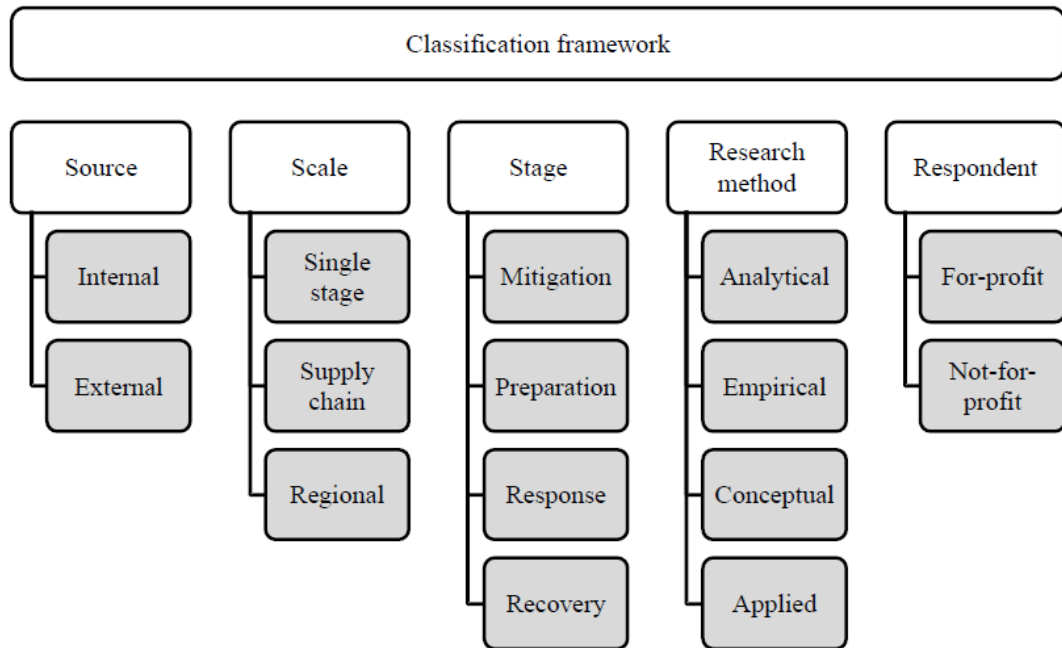 Classification framework
Source
Scale
Stage
Research
method
Respondent
Internal
External
Single
stage
Supply
chain
Regional
Mitigation
Preparation
Response
Recovery
Analytical
Empirical
Conceptual
Applied
For-profit
Not-for-
profit